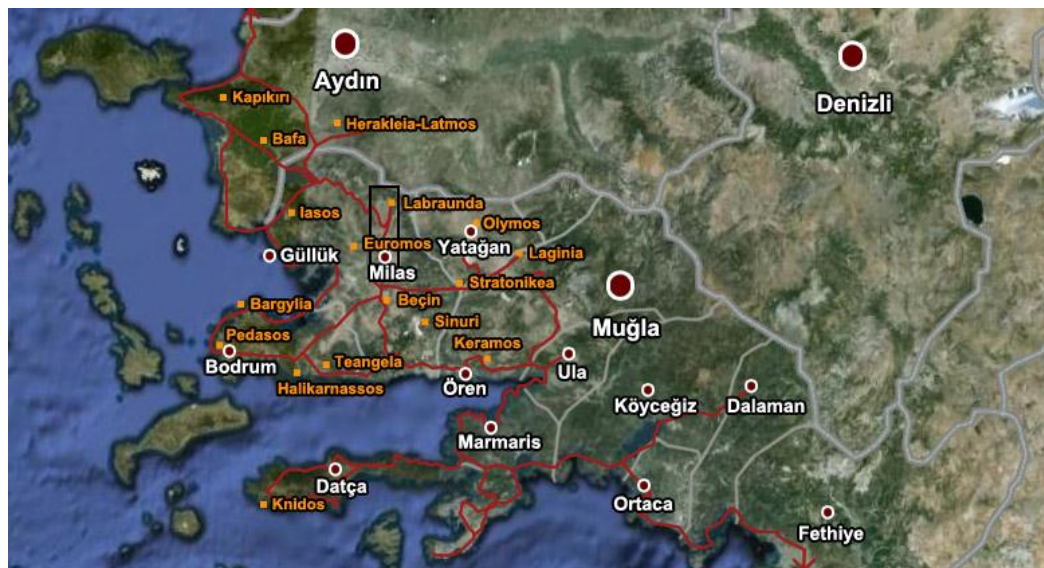 Aydın
Denizli
Kapıkırı
Herakleia-Latmos
Bafa
Labraunda
Iasos
Olymos
Euromos
Yatağan
Laginia
Güllük
Milas
Stratonikea
Bargylia
Beçin
Sinuri
Muğla
Pedasos
Keramos
Bodrum
Teangela
Ula
Halikarnassos
Ören
Köyceğiz
Dalaman
Marmaris
Datça
Ortaca
Knidos
Fethiye